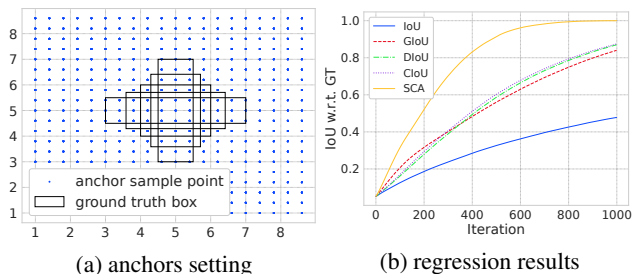 8
7
6
5
4
3
2
1
anchor sample point
ground truth box
1 2 3 4 5 6 7 8
(a) anchors setting
IoU w.r.t. GT
1.0
0.8
0.6
0.4
0.2
IoU
GIoU
DIoU
CIoU
SCA
0 200 400 600 800 1000
Iteration
(b) regression results